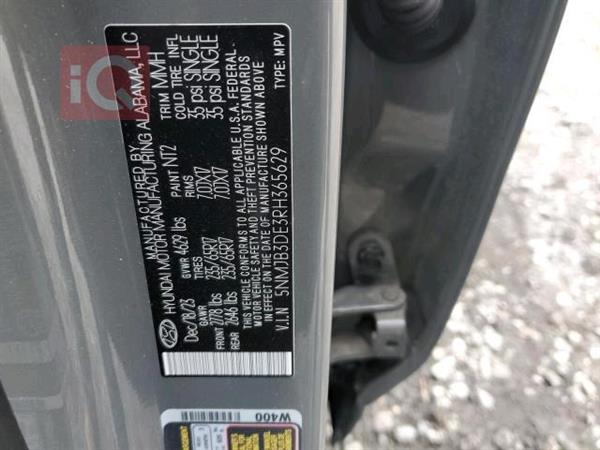 iQ
MANUFACTURED BY
HYUNDAI MOTOR MANUFACTURING ALABAMA, LLC
Dec/18/23 GVWR 4629 lbs PAINT NT2 TRIM MMH
GAWR TIRES RIMS COLD TIRE INFL
FRONT 2778 lbs 235/65R17 7.0JX17 35 psi SINGLE
REAR 2646 lbs 235/65R17 7.0JX17 35 psi SINGLE
THIS VEHICLE CONFORMS TO ALL APPLICABLE U.S.A. FEDERAL
MOTOR VEHICLE SAFETY AND THEFT PREVENTION STANDARDS
IN EFFECT ON THE DATE OF MANUFACTURE SHOWN ABOVE
V.I.N 5NMJB3DE3RH365629 TYPE: MPV
W400